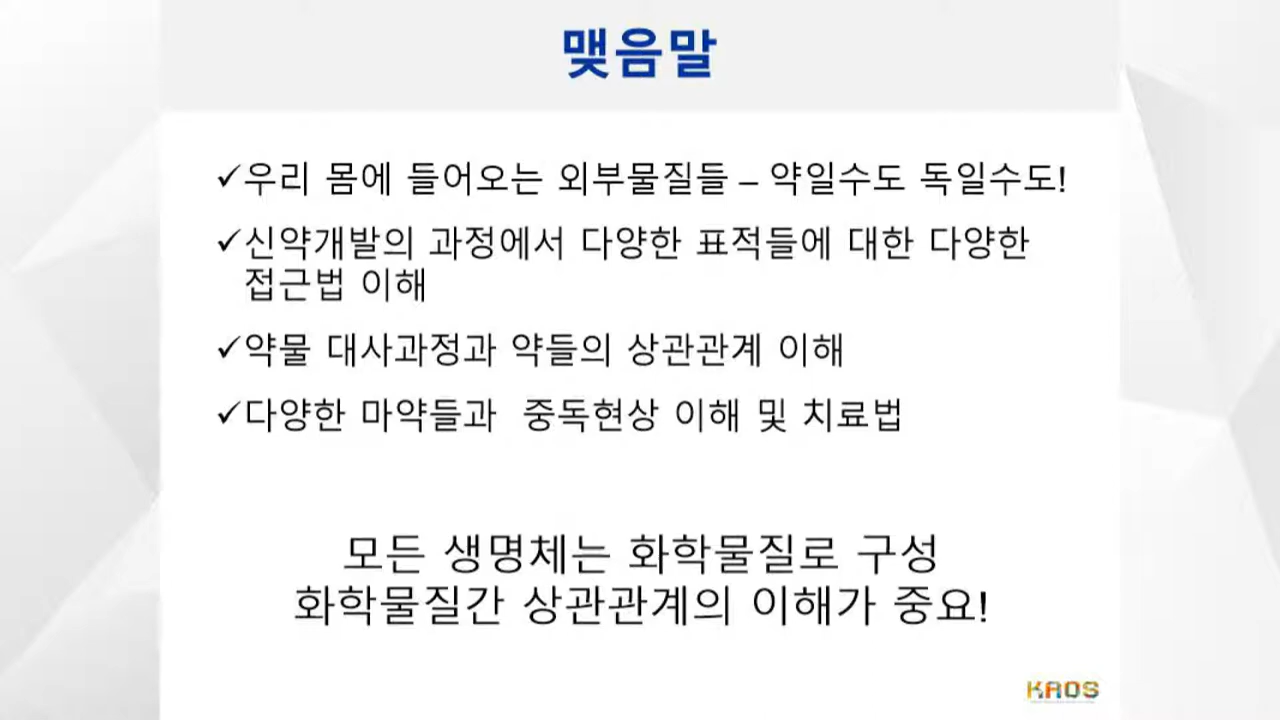 맺음말
✓우리 몸에 들어오는 외부물질들 – 약일수도 독일수도!
✓신약개발의 과정에서 다양한 표적들에 대한 다양한
접근법 이해
✓약물 대사과정과 약들의 상관관계 이해
✓다양한 마약들과 중독현상 이해 및 치료법
모든 생명체는 화학물질로 구성
화학물질간 상관관계의 이해가 중요!
KAOS